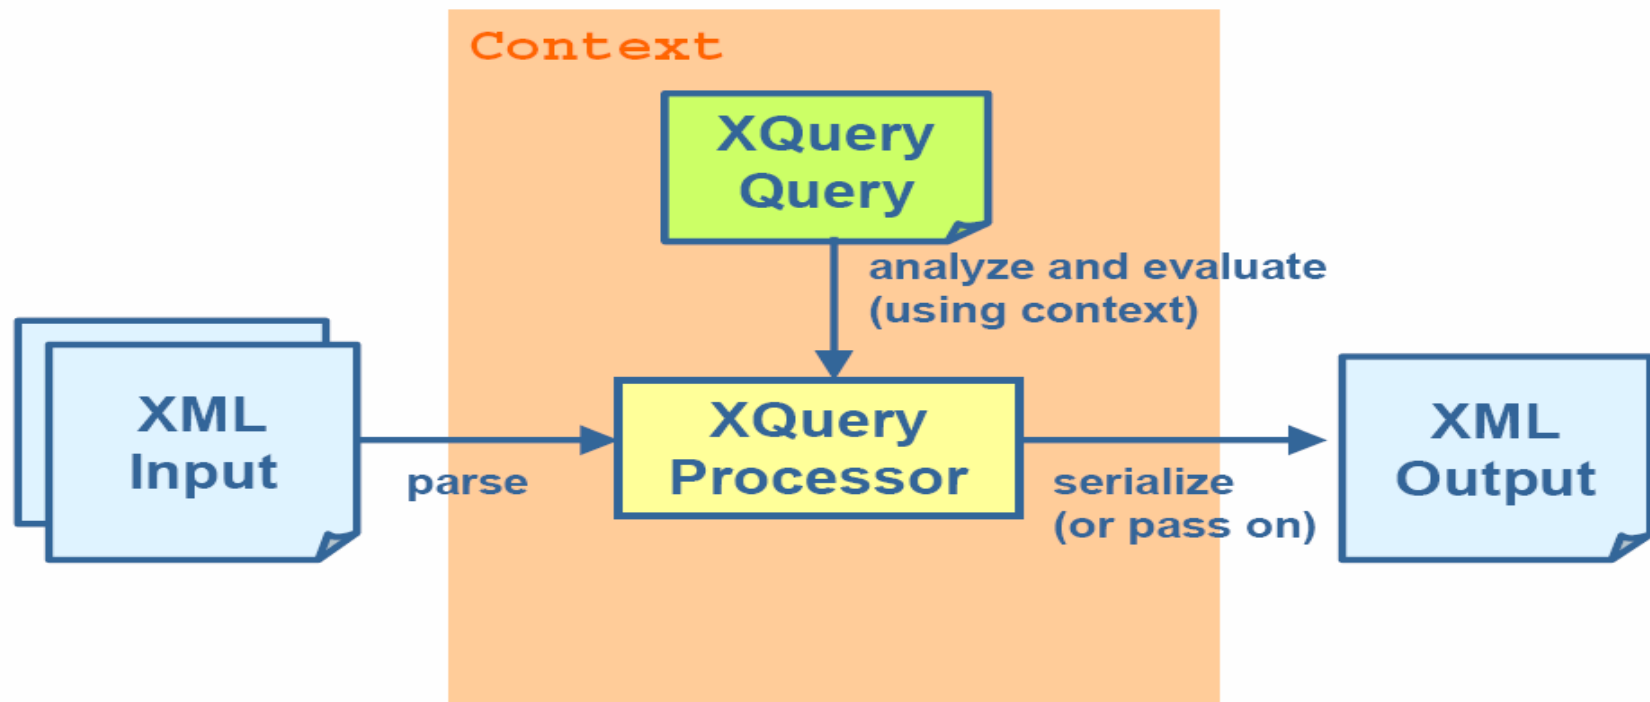 Context
XQuery
Query
analyze and evaluate
(using context)
XML
Input
parse
XQuery
Processor
serialize
(or pass on)
XML
Output